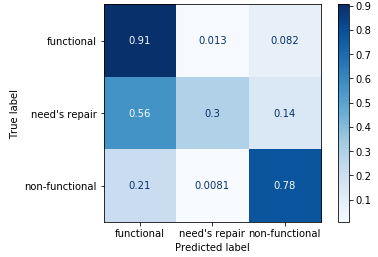 functional
0.91 0.013 0.082
need's repair
0.56 0.3 0.14
non-functional
0.21 0.0081 0.78
True label
functional need's repair non-functional
Predicted label
0.9
0.8
0.7
0.6
0.5
0.4
0.3
0.2
0.1